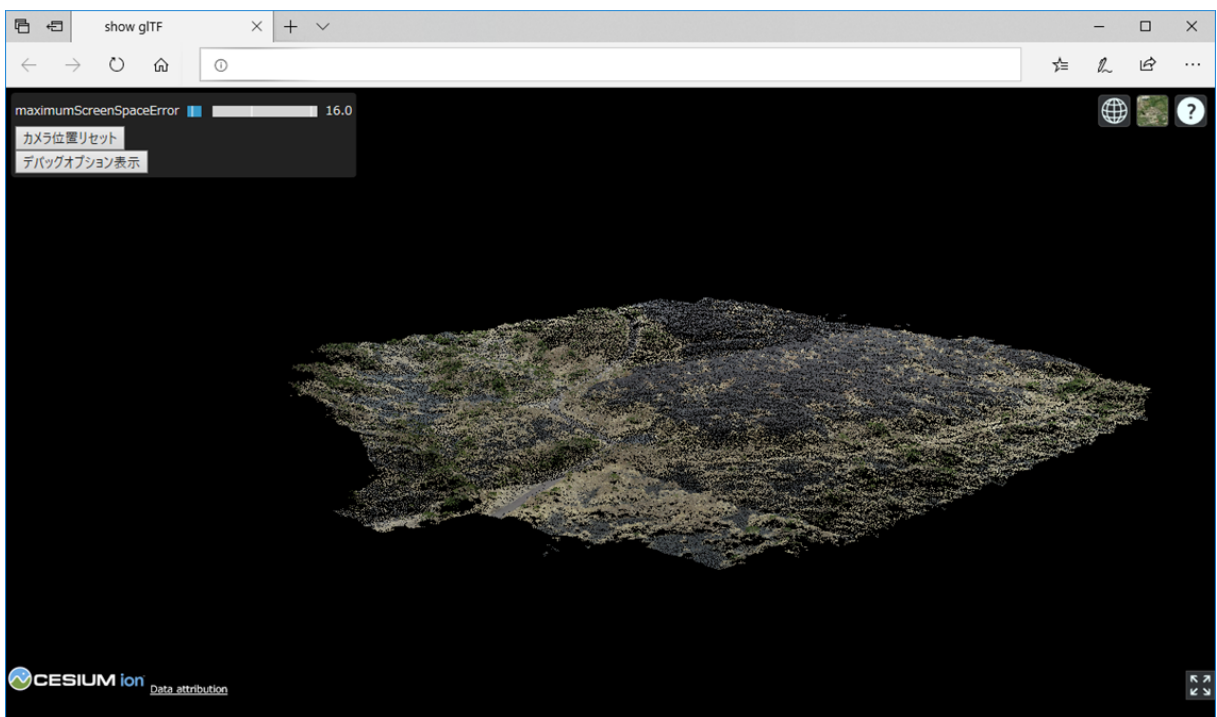 show glTF
maximumScreenSpaceError 16.0
カメラ位置リセット
デバッグオプション表示
?
CESIUM ion Data attribution